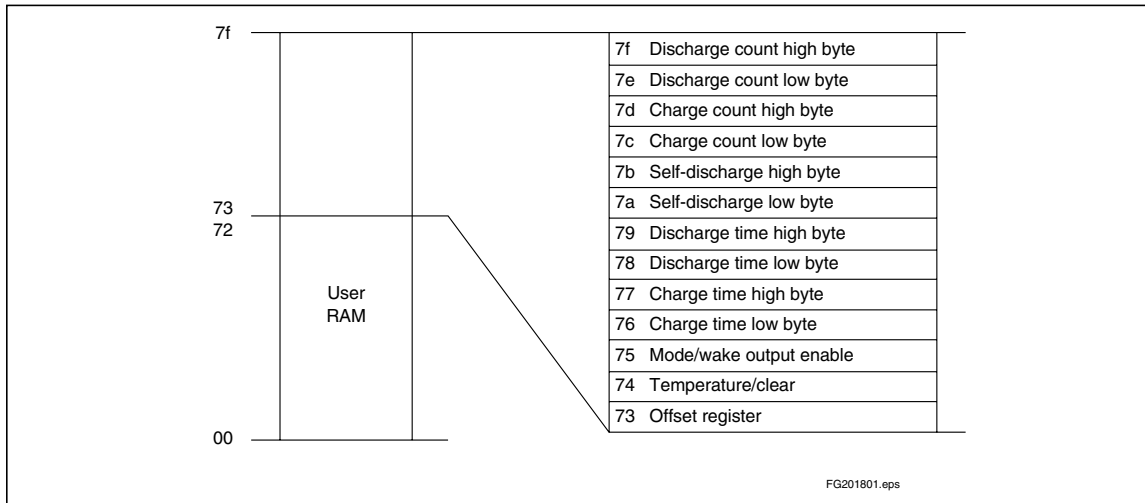 7f
73
72
User
RAM
00
7f Discharge count high byte
7e Discharge count low byte
7d Charge count high byte
7c Charge count low byte
7b Self-discharge high byte
7a Self-discharge low byte
79 Discharge time high byte
78 Discharge time low byte
77 Charge time high byte
76 Charge time low byte
75 Mode/wake output enable
74 Temperature/clear
73 Offset register
FG201801.eps